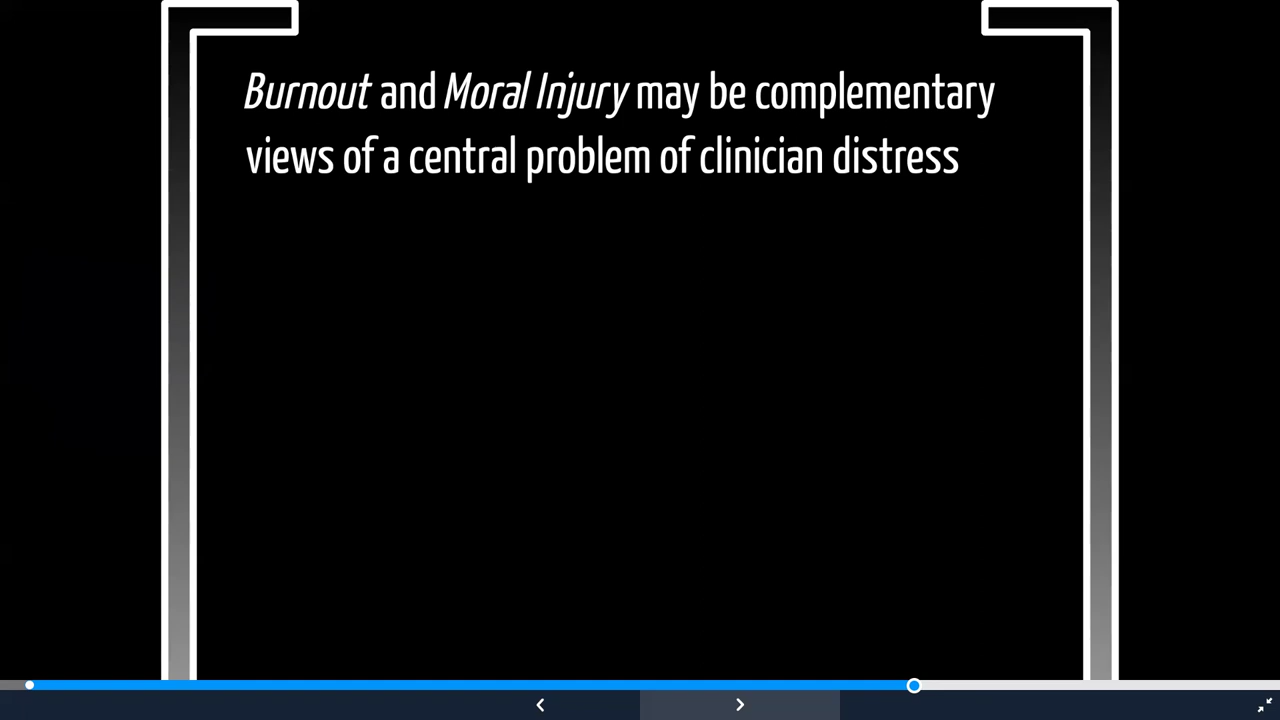 Burnout and Moral Injury may be complementary
views of a central problem of clinician distress